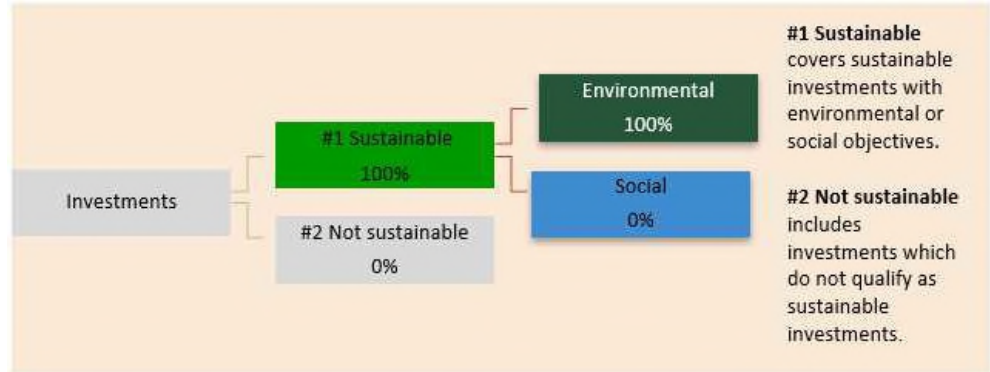 Investments
#1 Sustainable
100%
#2 Not sustainable
0%
Environmental
100%
Social
0%
#1 Sustainable
covers sustainable
investments with
environmental or
social objectives.
#2 Not sustainable
includes
investments which
do not qualify as
sustainable
investments.